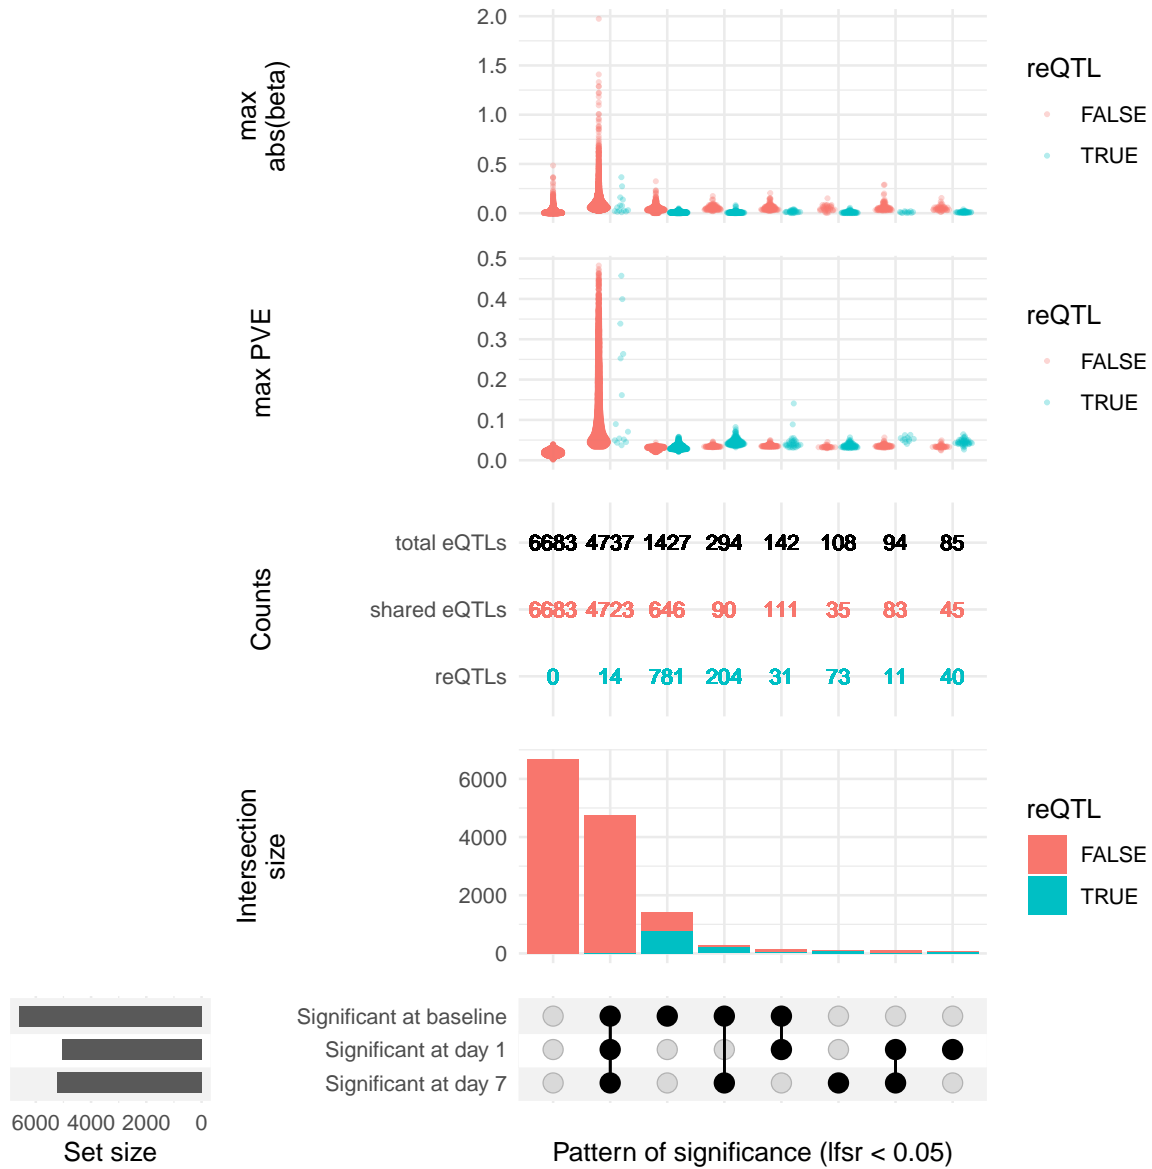 max
abs(beta)
2.0
1.5
1.0
0.5
0.0
reQTL
FALSE
TRUE
max PVE
0.5
0.4
0.3
0.2
0.1
0.0
reQTL
FALSE
TRUE
Counts
total eQTLs 6683 4737 1427 294 142 108 94 85
shared eQTLs 6683 4723 646 90 111 35 83 45
reQTLs 0 14 781 204 31 73 11 40
Intersection
size
6000
4000
2000
0
reQTL
FALSE
TRUE
Significant at baseline
Significant at day 1
Significant at day 7
6000 4000 2000 0
Set size
Pattern of significance (lfsr < 0.05)